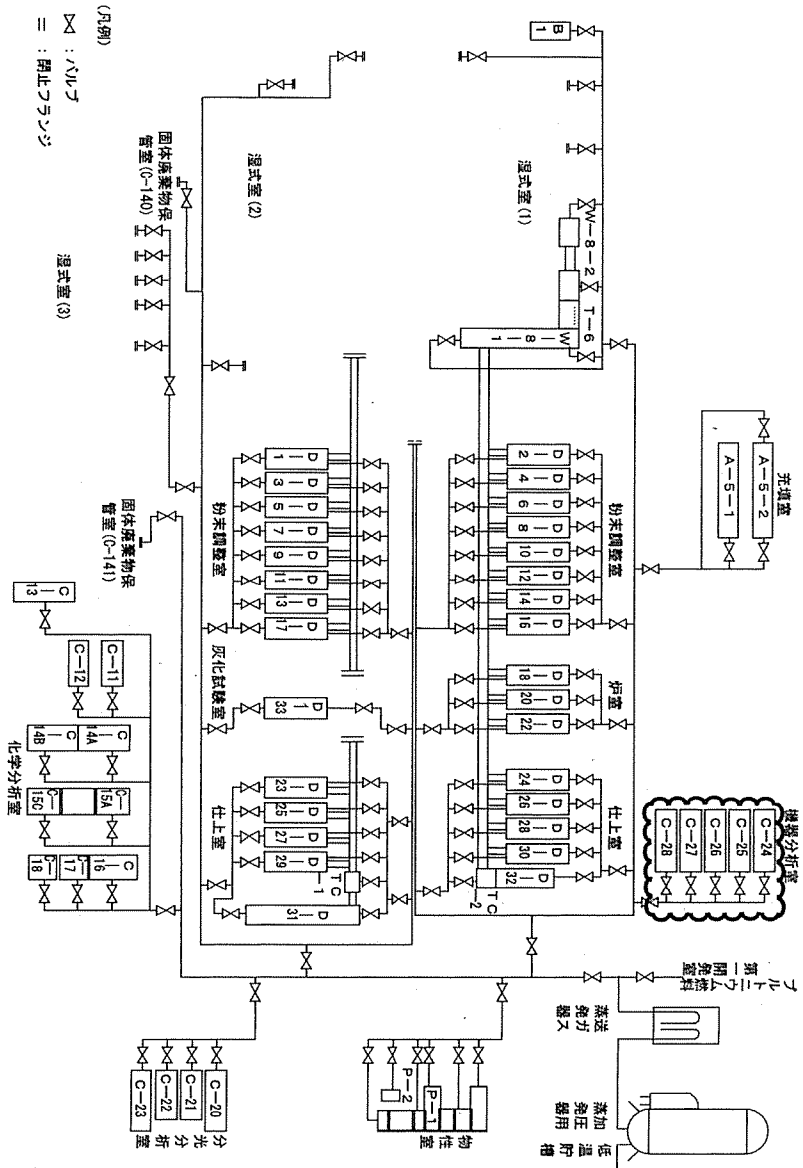 (凡例)
⋈ : バルブ
= : 閉止フランジ
固体廃棄物保
管室(C-140)
湿式室(3)
湿式室(2)
湿式室(1)
B
1
W-8-2
T-6
W-8-1
充填室
A-5-1
A-5-2
粉末調整室
D-2
D-4
D-6
D-8
D-10
D-12
D-14
D-16
炉室
D-18
D-20
D-22
仕上室
D-24
D-26
D-28
D-30
D-32
TC-2
機器分析室
C-28
C-27
C-26
C-25
C-24
粉末調整室
D-1
D-3
D-5
D-7
D-9
D-11
D-13
D-17
灰化試験室
D-33
仕上室
D-23
D-25
D-27
D-29
TC-1
D-31
固体廃棄物保
管室(C-141)
化学分析室
C-13
C-12
C-11
C-14B
C-14A
C-15C
C-15A
C-18
C-17
C-16
プルトニウム燃料
第一開発室
送ガス
蒸発器
加圧用
蒸発器
低温貯槽
物性室
P-2
P-1
分光分析室
C-23
C-22
C-21
C-20